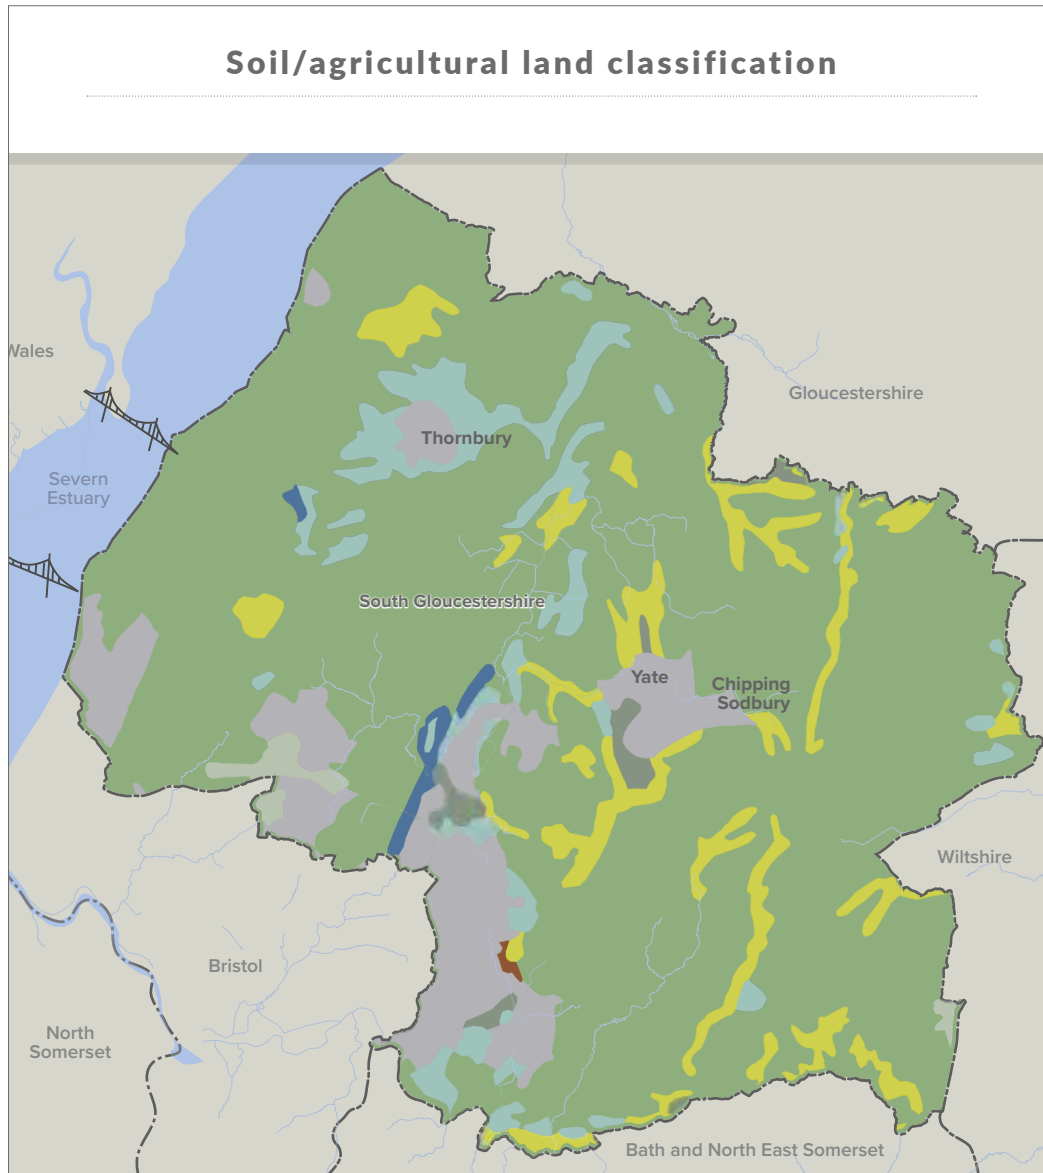 Soil/agricultural land classification
Wales
Gloucestershire
Thornbury
Severn
Estuary
South Gloucestershire
Yate
Chipping
Sodbury
Wiltshire
Bristol
North
Somerset
Bath and North East Somerset